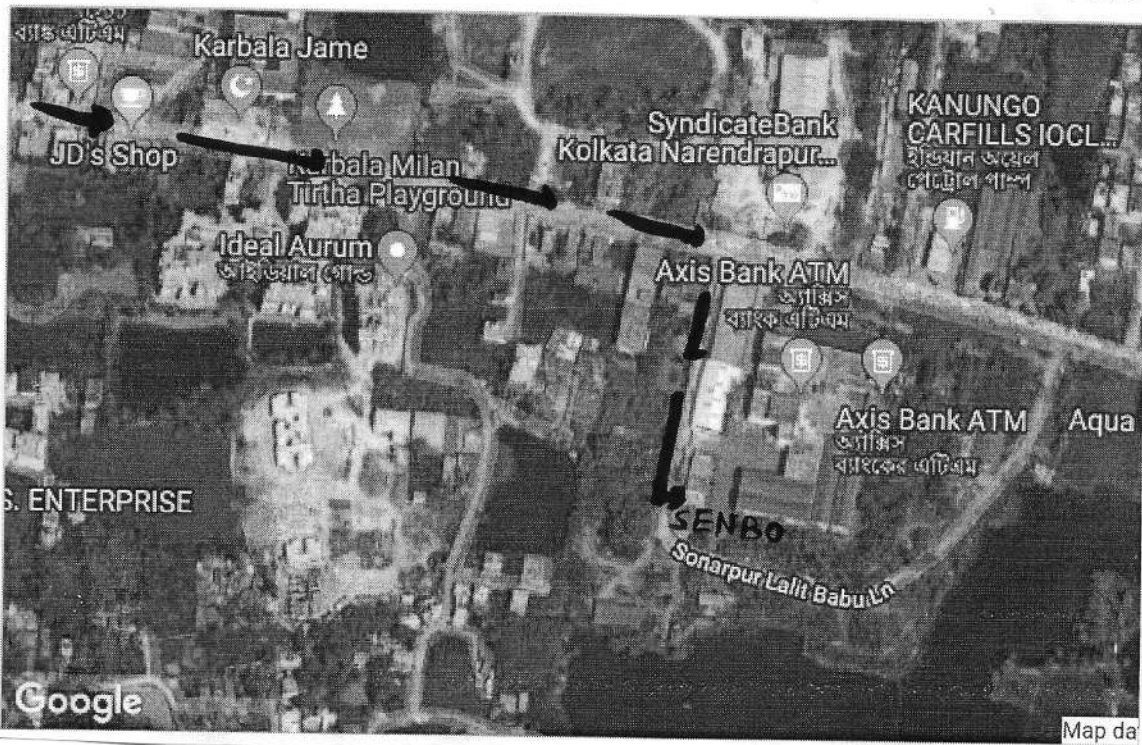 ব্যাঙ্ক এটিএম
Karbala Jame
JD's Shop
Karbala Milan
Tirtha Playground
SyndicateBank
Kolkata Narendrapur...
KANUNGO
CARFILLS IOCL...
ইন্ডিয়ান অয়েল
পেট্রোল পাম্প
Ideal Aurum
আইডিয়াল গোল্ড
Axis Bank ATM
অ্যাক্সিস
ব্যাংক এটিএম
Axis Bank ATM
অ্যাক্সিস
ব্যাংকের এটিএম
Aqua
S. ENTERPRISE
SENBO
Sonarpur Lalit Babu Ln
Google
Map da